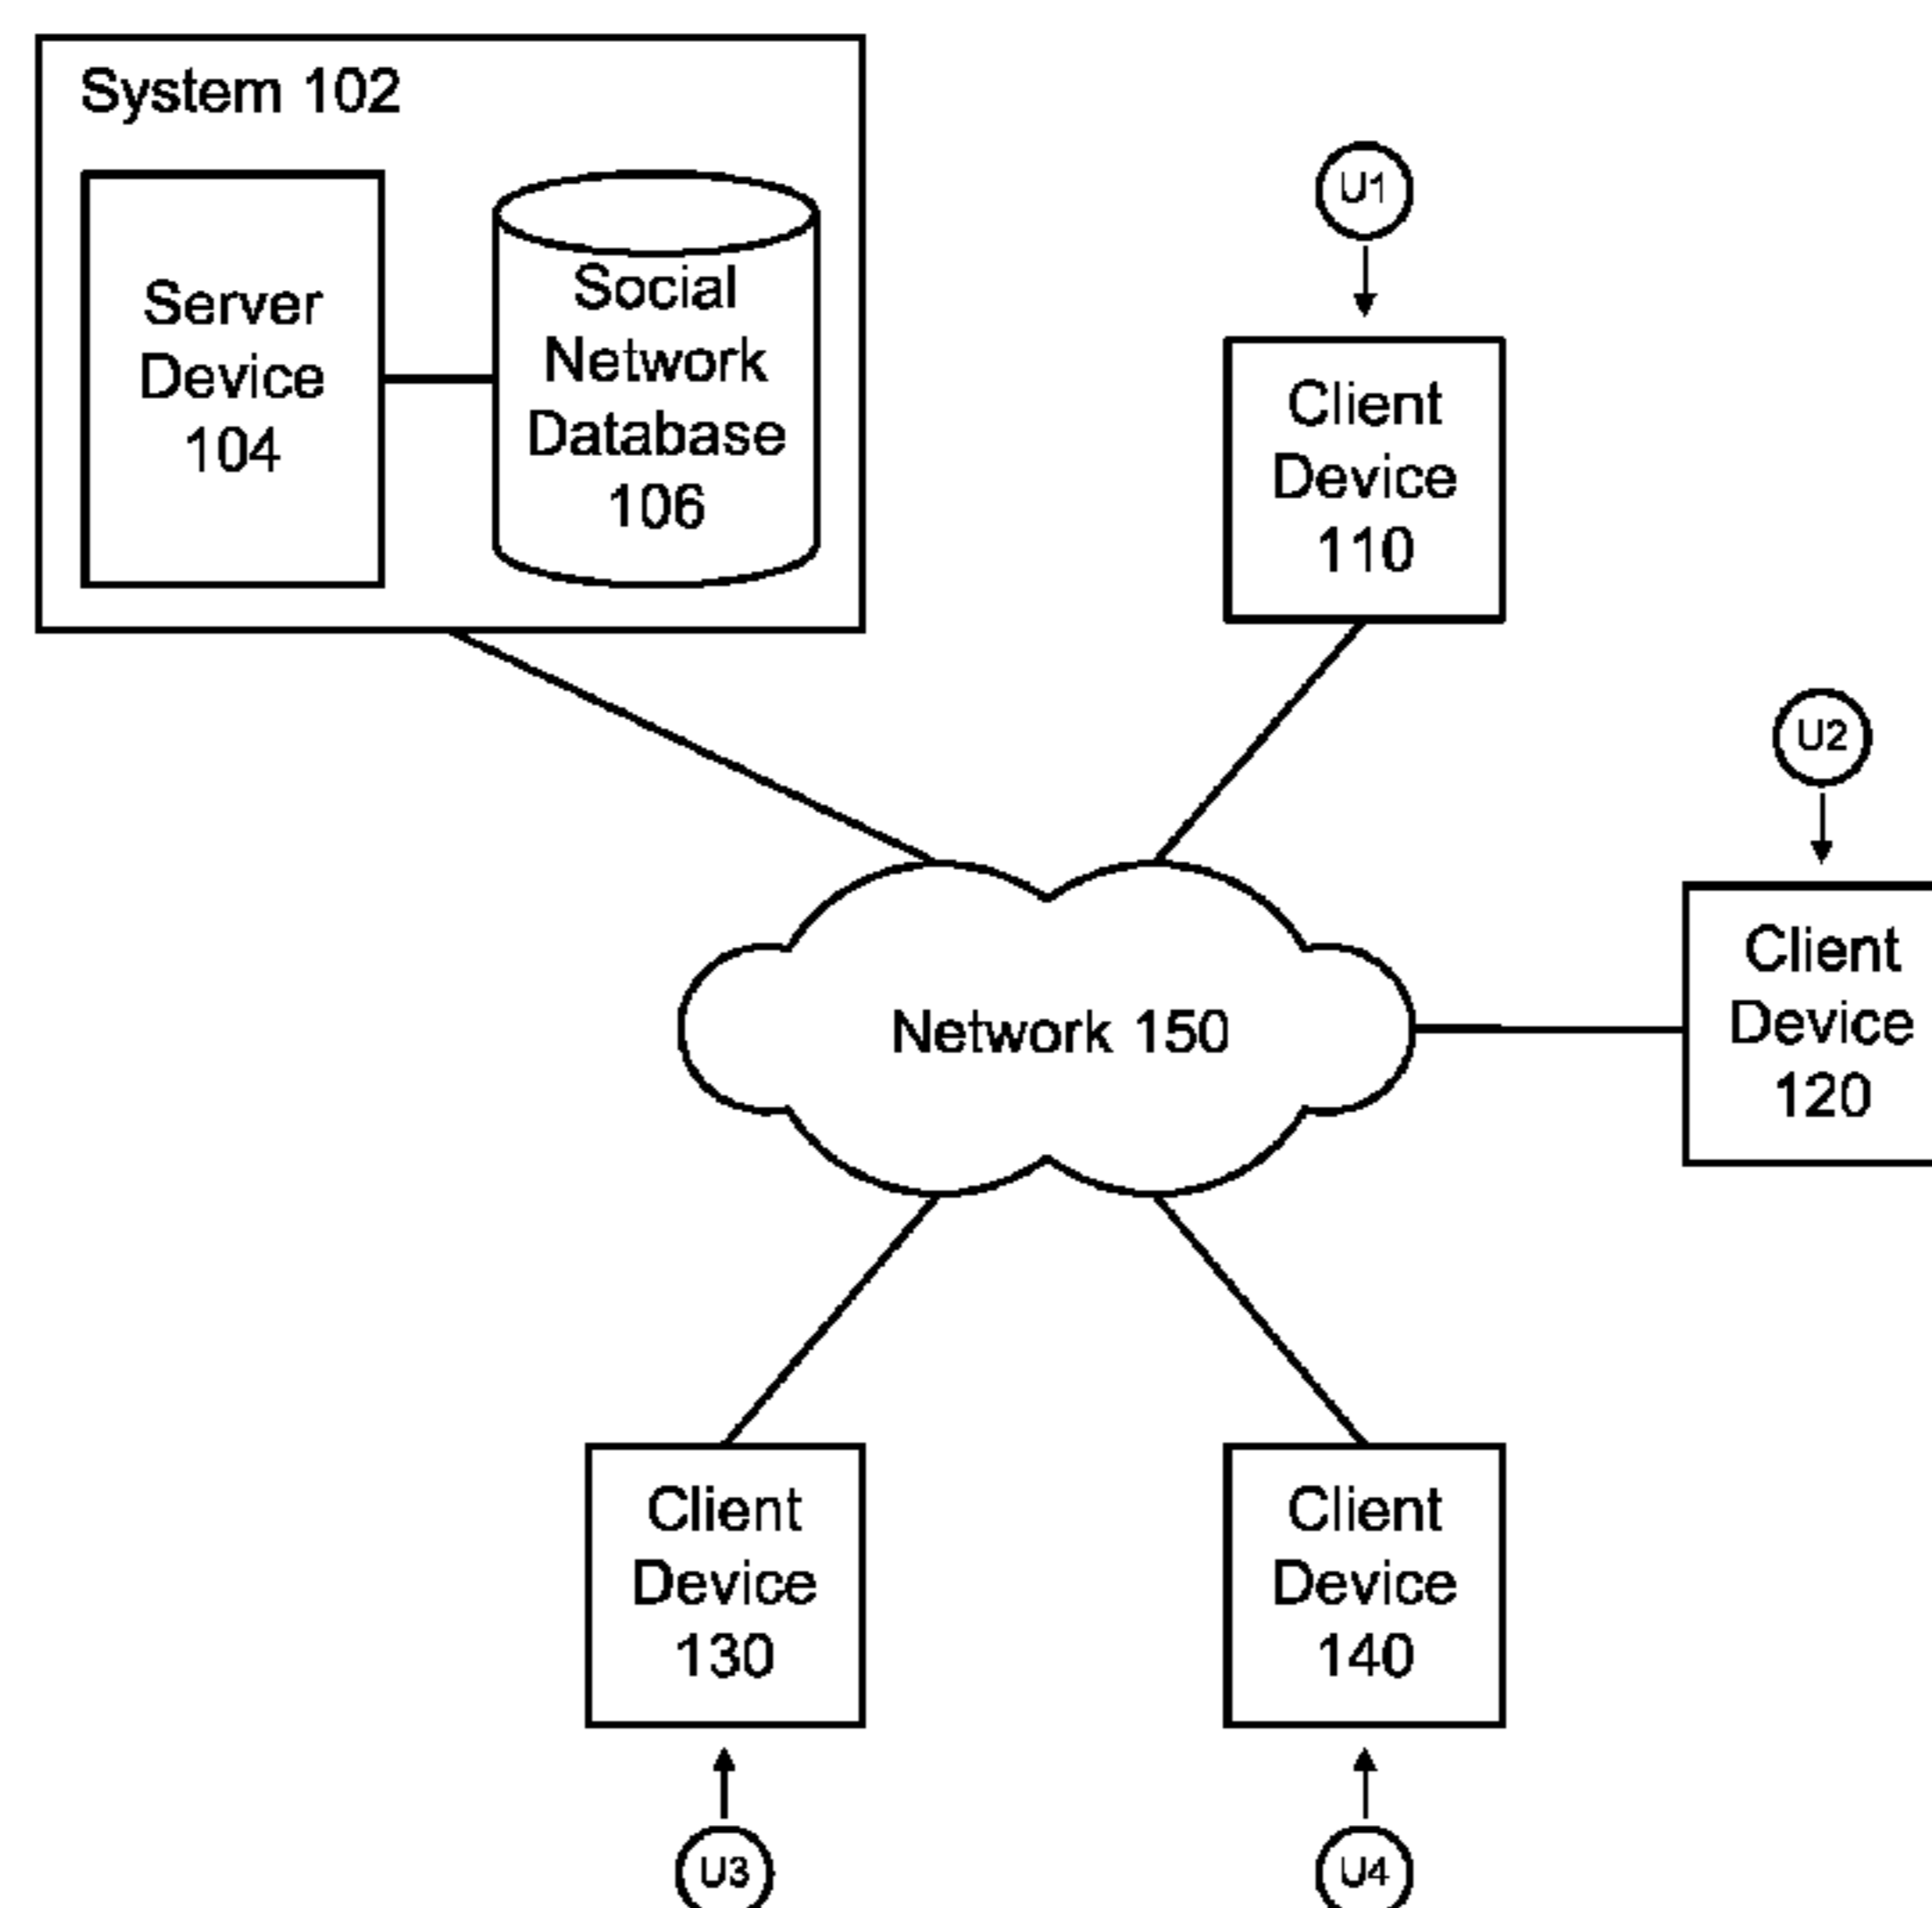 System 102
Server
Device
104
Social
Network
Database
106
U1
Client
Device
110
U2
Client
Device
120
Network 150
Client
Device
130
Client
Device
140
U3
U4